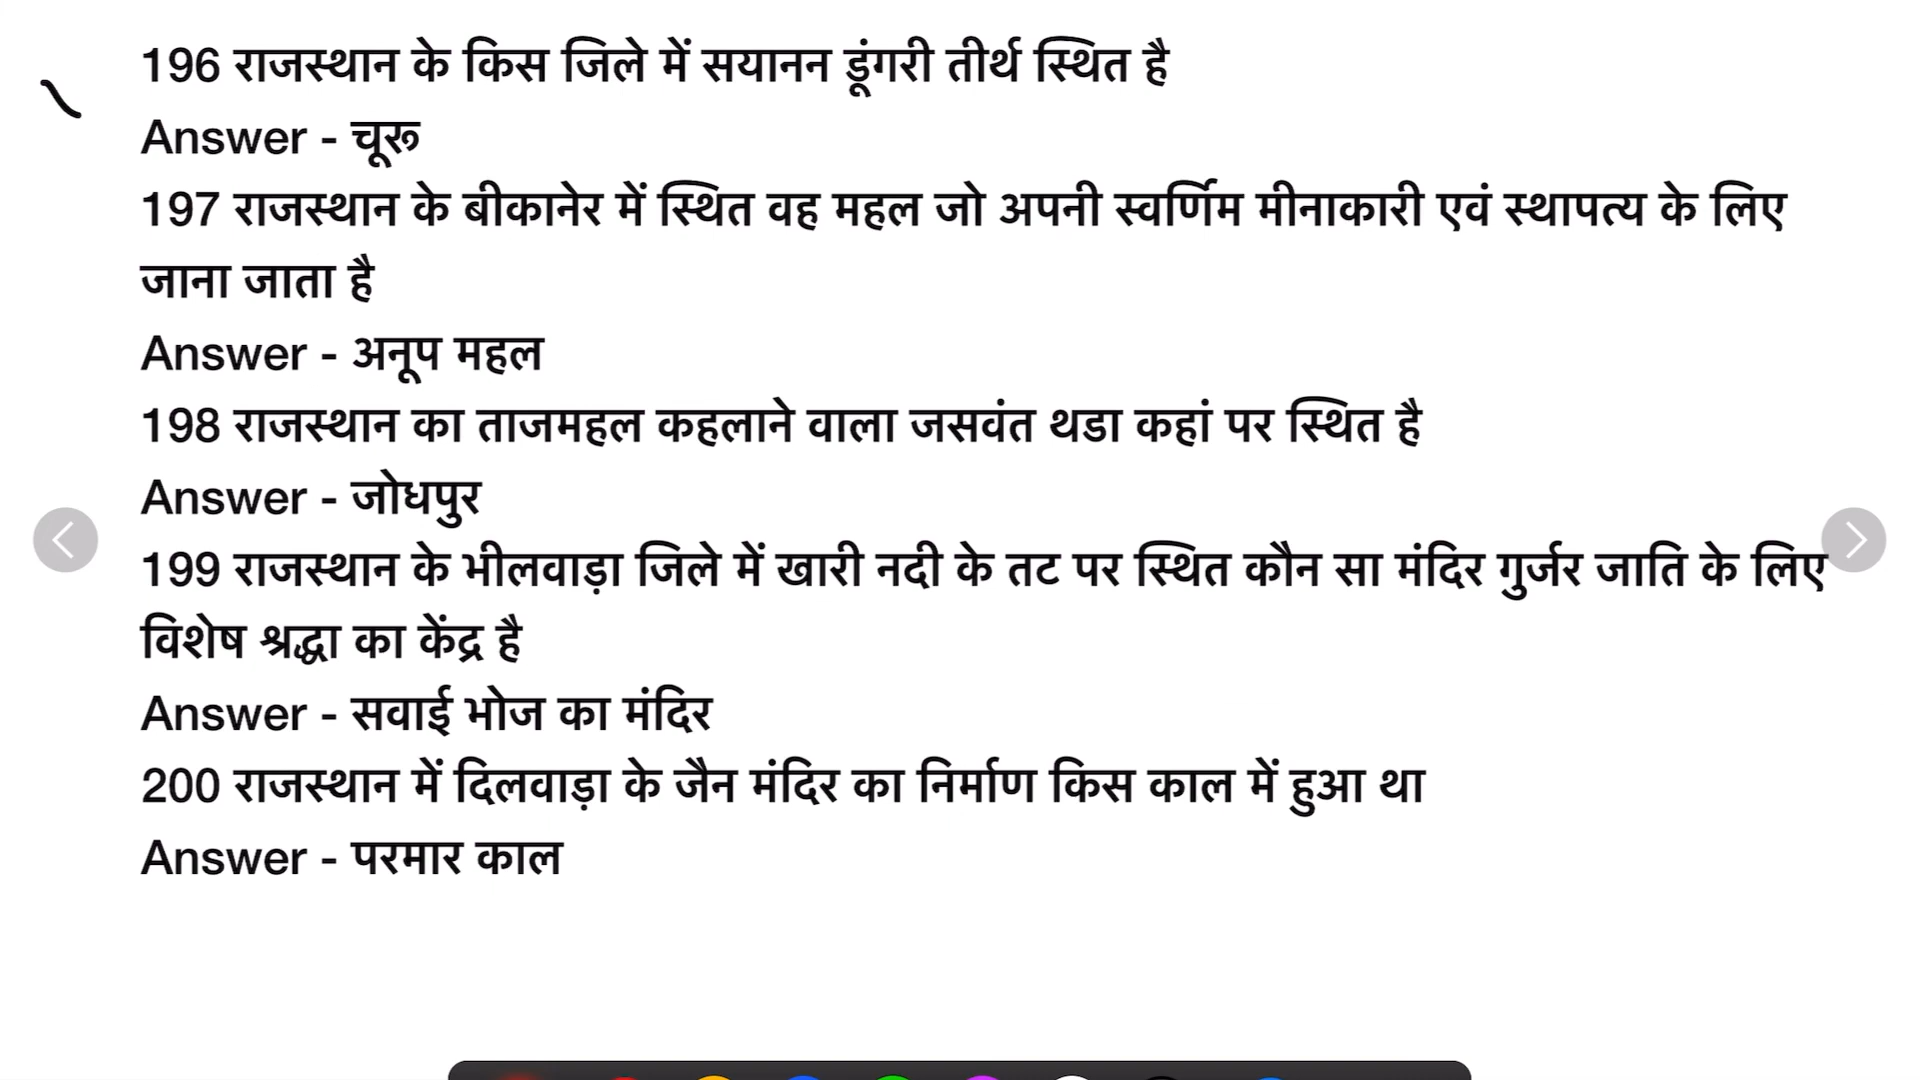 196 राजस्थान के किस जिले में सयानन डूंगरी तीर्थ स्थित है
Answer - चूरू
197 राजस्थान के बीकानेर में स्थित वह महल जो अपनी स्वर्णिम मीनाकारी एवं स्थापत्य के लिए
जाना जाता है
Answer - अनूप महल
198 राजस्थान का ताजमहल कहलाने वाला जसवंत थडा कहां पर स्थित है
Answer - जोधपुर
199 राजस्थान के भीलवाड़ा जिले में खारी नदी के तट पर स्थित कौन सा मंदिर गुर्जर जाति के लिए
विशेष श्रद्धा का केंद्र है
Answer - सवाई भोज का मंदिर
200 राजस्थान में दिलवाड़ा के जैन मंदिर का निर्माण किस काल में हुआ था
Answer - परमार काल